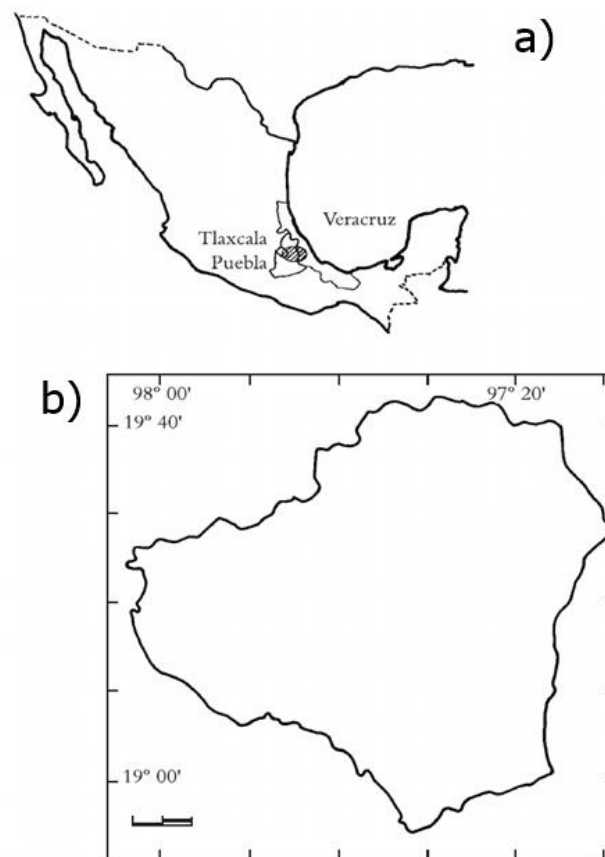 a)
Veracruz
Tlaxcala
Puebla
b)
98° 00' 97° 20'
19° 40'
19° 00'